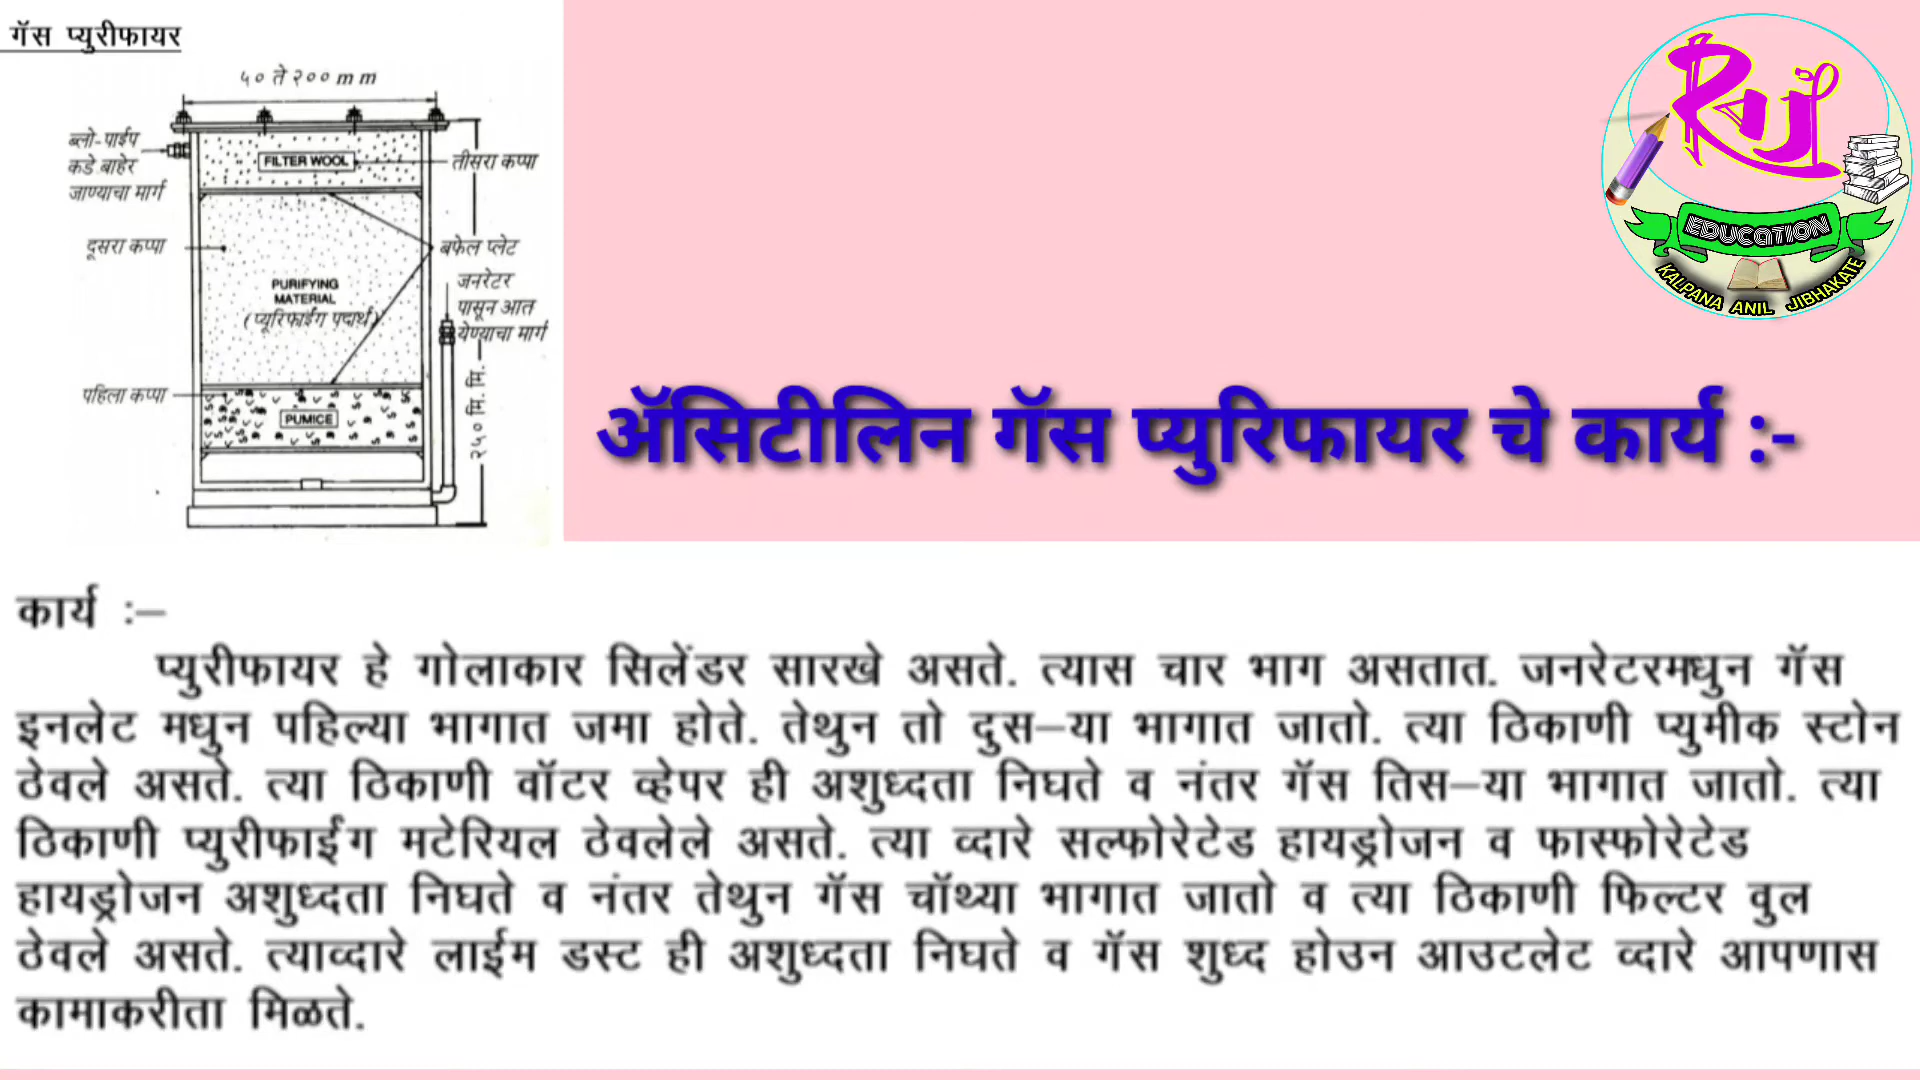 गॅस प्युरीफायर
५० ते २०० mm
ब्लो-पाईप
कडे बाहेर
जाण्याचा मार्ग
FILTER WOOL
तीसरा कप्पा
दूसरा कप्पा
बफेल प्लेट
PURIFYING
MATERIAL
(प्यूरिफाईंग पदार्थ)
जनरेटर
पासून आत
येण्याचा मार्ग
पहिला कप्पा
PUMICE
२५० मि. मि.
RVJ
EDUCATION
KALPANA ANIL JIBHAKATE
ॲसिटीलिन गॅस प्युरिफायर चे कार्य :-
कार्य :–
प्युरीफायर हे गोलाकार सिलेंडर सारखे असते. त्यास चार भाग असतात. जनरेटरमधुन गॅस
इनलेट मधुन पहिल्या भागात जमा होते. तेथुन तो दुस–या भागात जातो. त्या ठिकाणी प्युमीक स्टोन
ठेवले असते. त्या ठिकाणी वॉटर व्हेपर ही अशुध्दता निघते व नंतर गॅस तिस–या भागात जातो. त्या
ठिकाणी प्युरीफाईंग मटेरियल ठेवलेले असते. त्या व्दारे सल्फोरेटेड हायड्रोजन व फास्फोरेटेड
हायड्रोजन अशुध्दता निघते व नंतर तेथुन गॅस चॉथ्या भागात जातो व त्या ठिकाणी फिल्टर वुल
ठेवले असते. त्याव्दारे लाईम डस्ट ही अशुध्दता निघते व गॅस शुध्द होउन आउटलेट व्दारे आपणास
कामाकरीता मिळते.